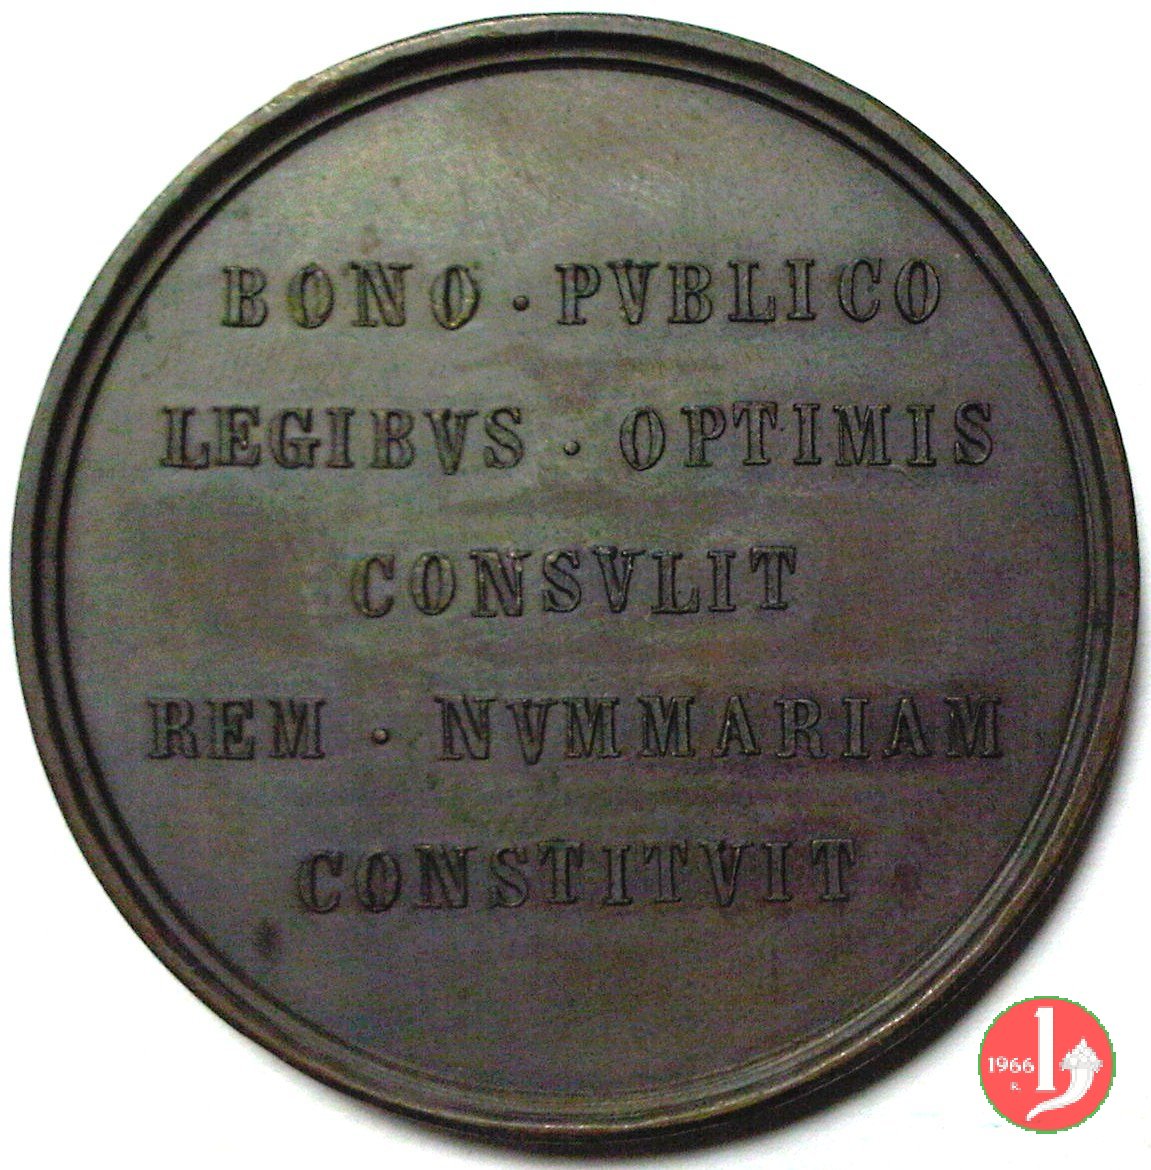 BONO · PVBLICO
LEGIBVS · OPTIMIS
CONSVLIT
REM · NVMMARIAM
CONSTITVIT
1966
R.